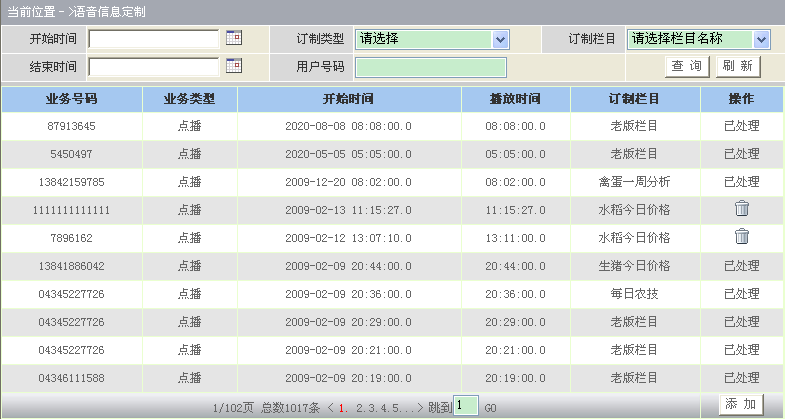 当前位置－->语音信息定制
开始时间 订制类型 请选择 订制栏目 请选择栏目名称
结束时间 用户号码 查 询 刷 新
业务号码 业务类型 开始时间 播放时间 订制栏目 操作
87913645 点播 2020-08-08 08:08:00.0 08:08:00.0 老版栏目 已处理
5450497 点播 2020-05-05 05:05:00.0 05:05:00.0 老版栏目 已处理
13842159785 点播 2009-12-20 08:02:00.0 08:02:00.0 禽蛋一周分析 已处理
1111111111111 点播 2009-02-13 11:15:27.0 11:15:27.0 水稻今日价格
7896162 点播 2009-02-12 13:07:10.0 13:11:00.0 水稻今日价格
13841886042 点播 2009-02-09 20:44:00.0 20:44:00.0 生猪今日价格 已处理
04345227726 点播 2009-02-09 20:36:00.0 20:36:00.0 每日农技 已处理
04345227726 点播 2009-02-09 20:29:00.0 20:29:00.0 老版栏目 已处理
04345227726 点播 2009-02-09 20:21:00.0 20:21:00.0 老版栏目 已处理
04346111588 点播 2009-02-09 20:19:00.0 20:19:00.0 老版栏目 已处理
1/102页 总数1017条 < 1. 2.3.4.5...> 跳到 1 GO 添 加